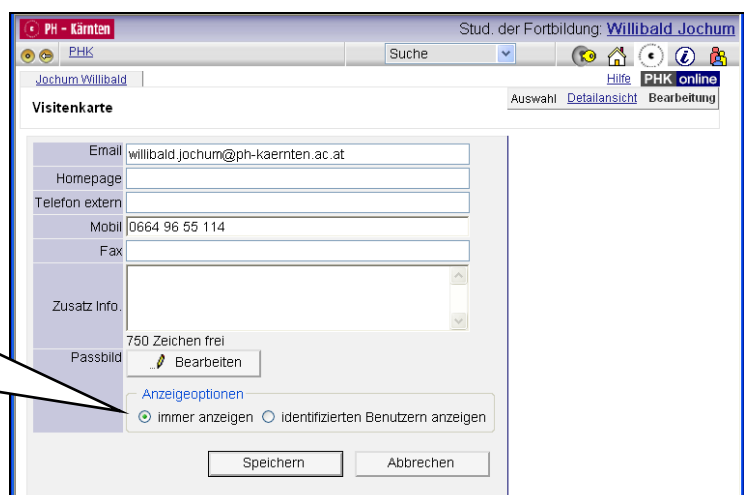 PH - Kärnten
Stud. der Fortbildung: Willibald Jochum
PHK
Suche
Jochum Willibald
Hilfe PHK online
Visitenkarte
Auswahl Detailansicht Bearbeitung
Email willibald.jochum@ph-kaernten.ac.at
Homepage
Telefon extern
Mobil 0664 96 55 114
Fax
Zusatz Info.
750 Zeichen frei
Passbild Bearbeiten
Anzeigeoptionen
immer anzeigen identifizierten Benutzern anzeigen
Speichern Abbrechen